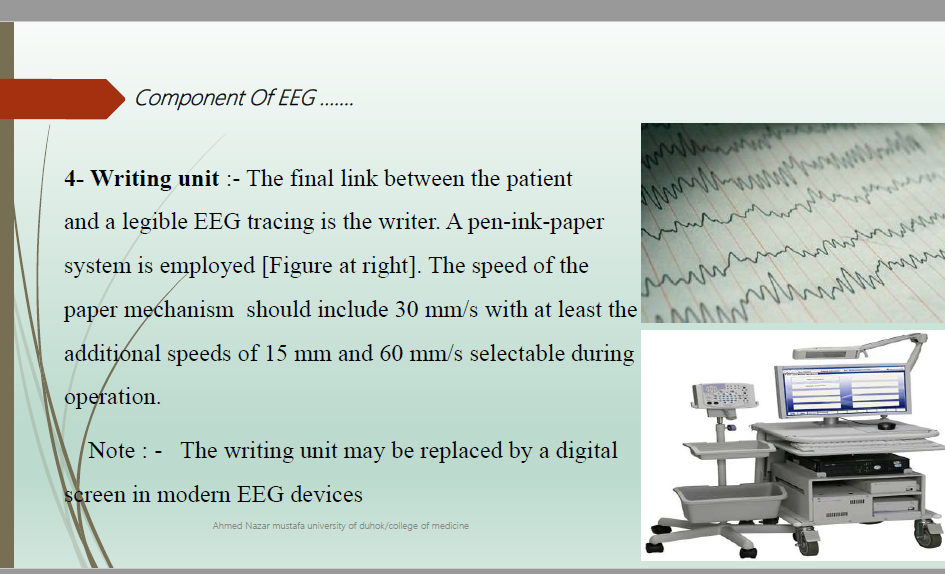 Component Of EEG .......
4- Writing unit :- The final link between the patient
and a legible EEG tracing is the writer. A pen-ink-paper
system is employed [Figure at right]. The speed of the
paper mechanism  should include 30 mm/s with at least the
additional speeds of 15 mm and 60 mm/s selectable during
operation.
Note : -   The writing unit may be replaced by a digital
screen in modern EEG devices
Ahmed Nazar mustafa university of duhok/college of medicine